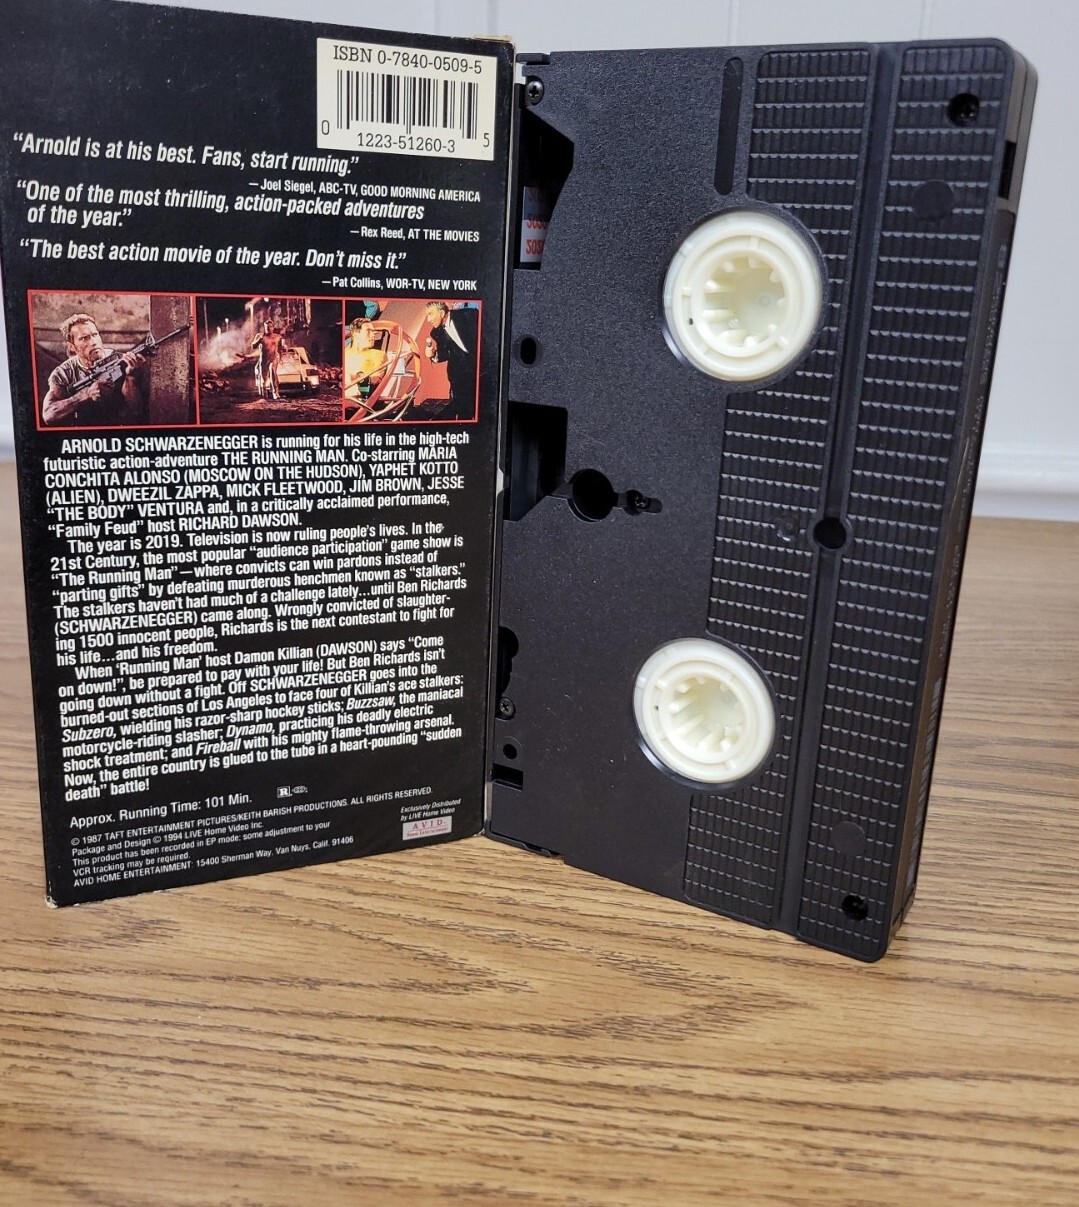 ISBN 0-7840-0509-5
0 1223-51260-3 5
“Arnold is at his best. Fans, start running.”
— Joel Siegel, ABC-TV, GOOD MORNING AMERICA
“One of the most thrilling, action-packed adventures
of the year.”
— Rex Reed, AT THE MOVIES
“The best action movie of the year. Don’t miss it.”
— Pat Collins, WOR-TV, NEW YORK
ARNOLD SCHWARZENEGGER is running for his life in the high-tech
futuristic action-adventure THE RUNNING MAN. Co-starring MARIA
CONCHITA ALONSO (MOSCOW ON THE HUDSON), YAPHET KOTTO
(ALIEN), DWEEZIL ZAPPA, MICK FLEETWOOD, JIM BROWN, JESSE
“THE BODY” VENTURA and, in a critically acclaimed performance,
“Family Feud” host RICHARD DAWSON.
The year is 2019. Television is now ruling people’s lives. In the
21st Century, the most popular “audience participation” game show is
“The Running Man”—where convicts can win pardons instead of
“parting gifts” by defeating murderous henchmen known as “stalkers.”
The stalkers haven’t had much of a challenge lately...until Ben Richards
(SCHWARZENEGGER) came along. Wrongly convicted of slaughter-
ing 1500 innocent people, Richards is the next contestant to fight for
his life...and his freedom.
When ‘Running Man’ host Damon Killian (DAWSON) says “Come
on down!”, be prepared to pay with your life! But Ben Richards isn’t
going down without a fight. Off SCHWARZENEGGER goes into the
burned-out sections of Los Angeles to face four of Killian’s ace stalkers:
Subzero, wielding his razor-sharp hockey sticks; Buzzsaw, the maniacal
motorcycle-riding slasher; Dynamo, practicing his deadly electric
shock treatment; and Fireball with his mighty flame-throwing arsenal.
Now, the entire country is glued to the tube in a heart-pounding “sudden
death” battle!
Approx. Running Time: 101 Min.
R
© 1987 TAFT ENTERTAINMENT PICTURES/KEITH BARISH PRODUCTIONS. ALL RIGHTS RESERVED.
Package and Design © 1994 LIVE Home Video Inc.
This product has been recorded in EP mode; some adjustment to your
VCR tracking may be required.
AVID HOME ENTERTAINMENT: 15400 Sherman Way, Van Nuys, Calif. 91406
Exclusively Distributed
by LIVE Home Video
AVID
Home Entertainment